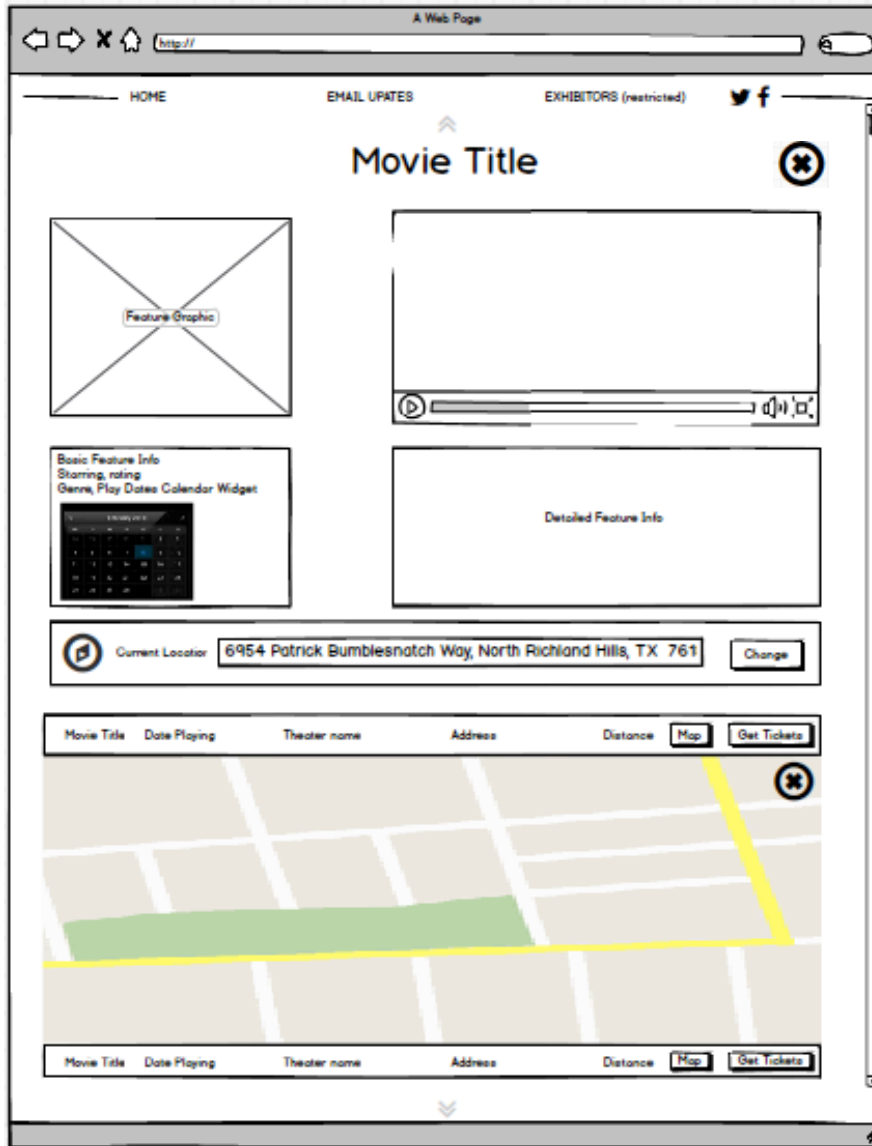 A Web Page
http://
HOME EMAIL UPATES EXHIBITORS (restricted)
Movie Title
Feature Graphic
Basic Feature Info
Starring, rating
Genre, Play Dates Calendar Widget
Detailed Feature Info
Current Locatior 6954 Patrick Bumblesnatch Way, North Richland Hills, TX 761 Change
Movie Title Date Playing Theater name Address Distance Map Get Tickets
Movie Title Date Playing Theater name Address Distance Map Get Tickets